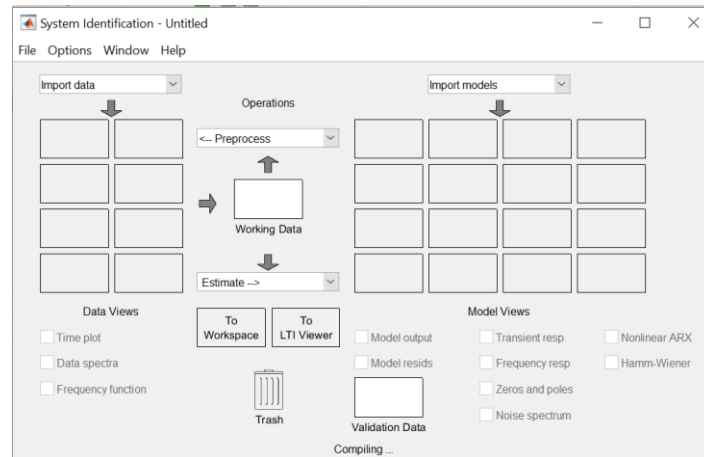 System Identification - Untitled
File Options Window Help
Import data
Import models
Operations
<-- Preprocess
Working Data
Estimate -->
Data Views
Time plot
Data spectra
Frequency function
To
Workspace
To
LTI Viewer
Trash
Model Views
Model output
Transient resp
Nonlinear ARX
Model resids
Frequency resp
Hamm-Wiener
Zeros and poles
Noise spectrum
Validation Data
Compiling ...